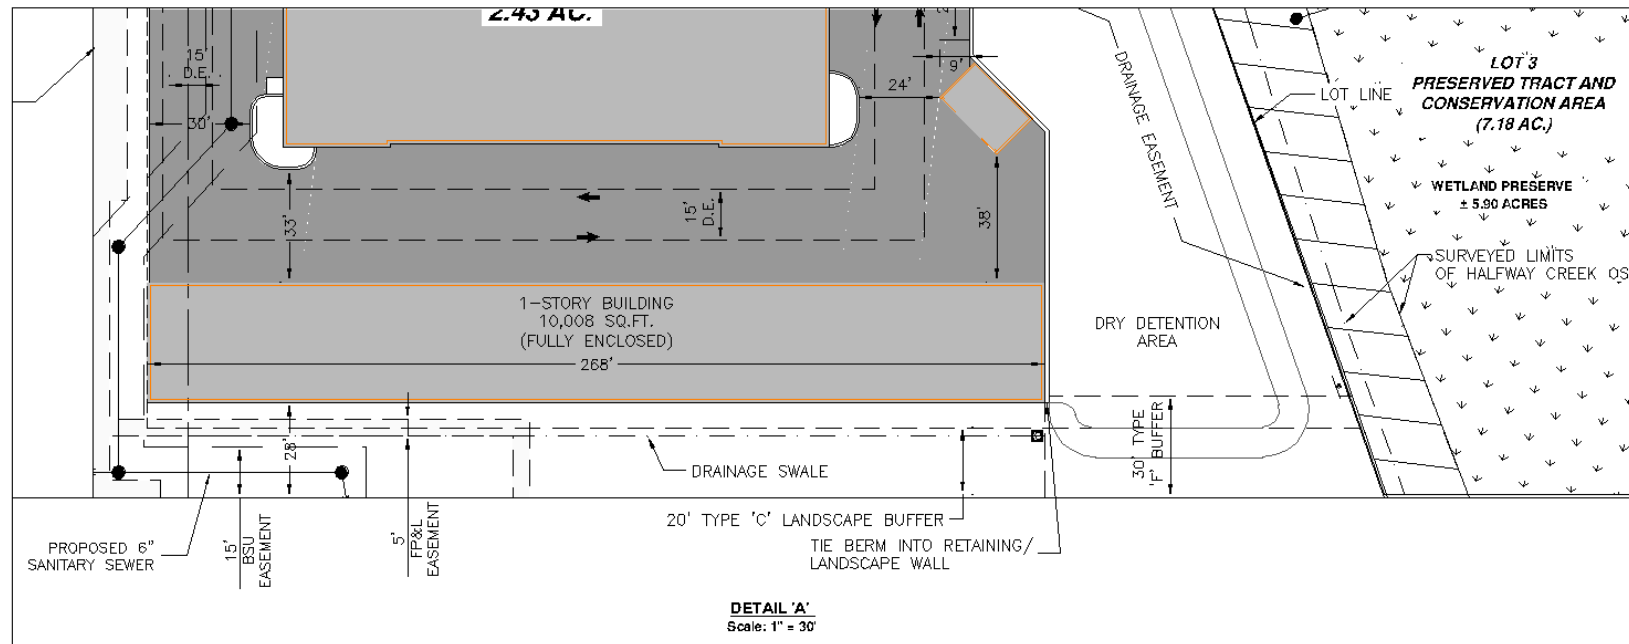 2.43 AC.
15'
D.E.
30'
9'
24'
DRAINAGE EASEMENT
LOT LINE
LOT 3
PRESERVED TRACT AND
CONSERVATION AREA
(7.18 AC.)
WETLAND PRESERVE
± 5.90 ACRES
33'
15'
D.E.
38'
SURVEYED LIMITS
OF HALFWAY CREEK OS
1-STORY BUILDING
10,008 SQ.FT.
(FULLY ENCLOSED)
268'
DRY DETENTION
AREA
28'
DRAINAGE SWALE
30' TYPE
'F' BUFFER
20' TYPE 'C' LANDSCAPE BUFFER
TIE BERM INTO RETAINING/
LANDSCAPE WALL
PROPOSED 6"
SANITARY SEWER
15'
BSU
EASEMENT
5'
FP&L
EASEMENT
DETAIL 'A'
Scale: 1" = 30'